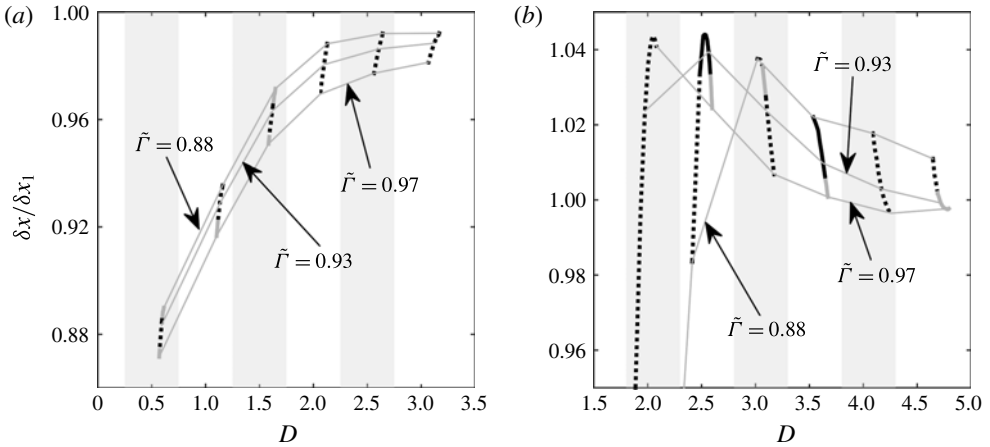 (a)
1.00
0.96
0.92
0.88
δx/δx₁
Γ̃ = 0.88
Γ̃ = 0.93
Γ̃ = 0.97
0 0.5 1.0 1.5 2.0 2.5 3.0 3.5
D
(b)
1.04
1.02
1.00
0.98
0.96
Γ̃ = 0.93
Γ̃ = 0.97
Γ̃ = 0.88
1.5 2.0 2.5 3.0 3.5 4.0 4.5 5.0
D